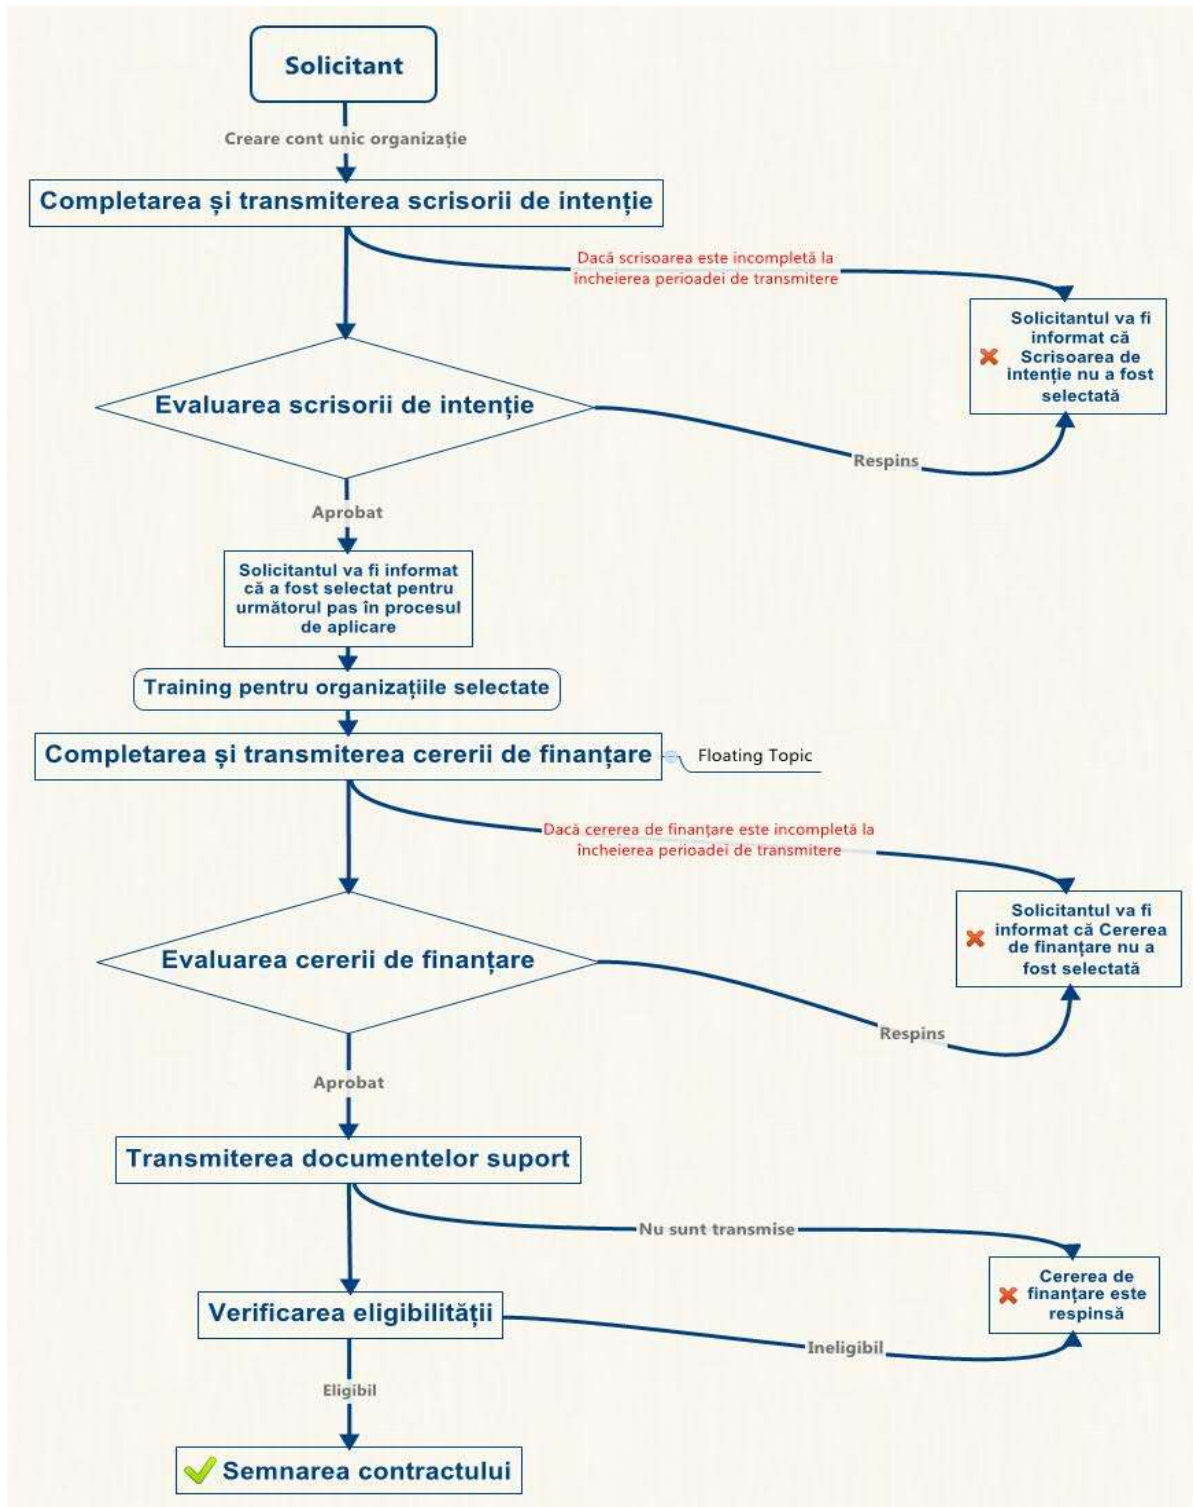 Solicitant
Creare cont unic organizație
Completarea și transmiterea scrisorii de intenție
Dacă scrisoarea este incompletă la
încheierea perioadei de transmitere
Solicitantul va fi
informat că
Scrisoarea de
intenție nu a fost
selectată
Evaluarea scrisorii de intenție
Respins
Aprobat
Solicitantul va fi informat
că a fost selectat pentru
următorul pas în procesul
de aplicare
Training pentru organizațiile selectate
Completarea și transmiterea cererii de finanțare
Floating Topic
Dacă cererea de finanțare este incompletă la
încheierea perioadei de transmitere
Solicitantul va fi
informat că Cererea
de finanțare nu a
fost selectată
Evaluarea cererii de finanțare
Respins
Aprobat
Transmiterea documentelor suport
Nu sunt transmise
Cererea de
finanțare este
respinsă
Verificarea eligibilității
Ineligibil
Eligibil
Semnarea contractului